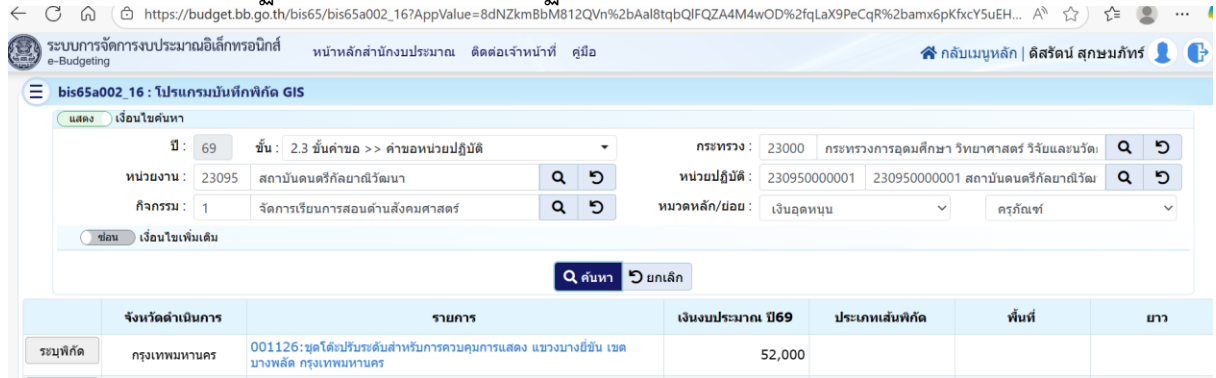 https://budget.bb.go.th/bis65/bis65a002_16?AppValue=8dNZkmBbM812QVn%2bAal8tqbQlFQZA4M4wOD%2fqLaX9PeCqR%2bamx6pKfxcY5uEH...
ระบบการจัดการงบประมาณอิเล็กทรอนิกส์
e-Budgeting
หน้าหลักสำนักงบประมาณ ติดต่อเจ้าหน้าที่ คู่มือ
กลับเมนูหลัก | ดิสรัตน์ สุกษมภัทร์
bis65a002_16 : โปรแกรมบันทึกพิกัด GIS
แสดง เงื่อนไขค้นหา
ปี : 69 ชั้น : 2.3 ชั้นคำขอ >> คำขอหน่วยปฏิบัติ กระทรวง : 23000 กระทรวงการอุดมศึกษา วิทยาศาสตร์ วิจัยและนวัต
หน่วยงาน : 23095 สถาบันดนตรีกัลยาณิวัฒนา หน่วยปฏิบัติ : 230950000001 230950000001 สถาบันดนตรีกัลยาณิวัฒ
กิจกรรม : 1 จัดการเรียนการสอนด้านสังคมศาสตร์ หมวดหลัก/ย่อย : เงินอุดหนุน ครุภัณฑ์
ซ่อน เงื่อนไขเพิ่มเติม
ค้นหา ยกเลิก
จังหวัดดำเนินการ รายการ เงินงบประมาณ ปี69 ประเภทเส้นพิกัด พื้นที่ ยาว
ระบุพิกัด กรุงเทพมหานคร 001126:ชุดโต๊ะปรับระดับสำหรับการควบคุมการแสดง แขวงบางยี่ขัน เขต
บางพลัด กรุงเทพมหานคร 52,000